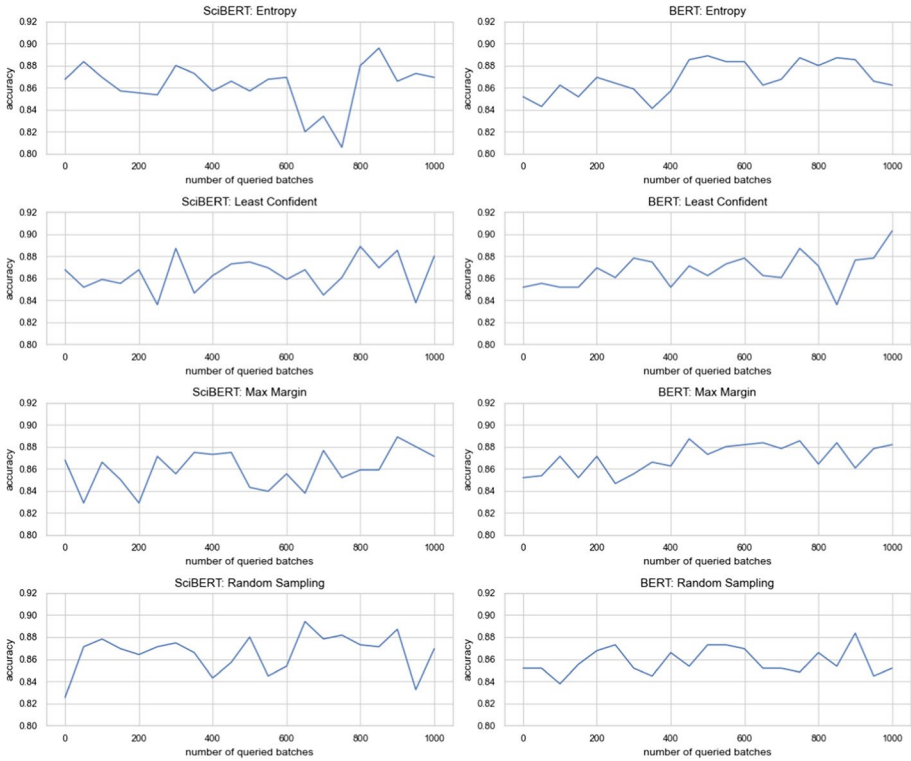 SciBERT: Entropy
0.92
0.90
0.88
0.86
0.84
0.82
0.80
accuracy
0 200 400 600 800 1000
number of queried batches
BERT: Entropy
0.92
0.90
0.88
0.86
0.84
0.82
0.80
accuracy
0 200 400 600 800 1000
number of queried batches
SciBERT: Least Confident
0.92
0.90
0.88
0.86
0.84
0.82
0.80
accuracy
0 200 400 600 800 1000
number of queried batches
BERT: Least Confident
0.92
0.90
0.88
0.86
0.84
0.82
0.80
accuracy
0 200 400 600 800 1000
number of queried batches
SciBERT: Max Margin
0.92
0.90
0.88
0.86
0.84
0.82
0.80
accuracy
0 200 400 600 800 1000
number of queried batches
BERT: Max Margin
0.92
0.90
0.88
0.86
0.84
0.82
0.80
accuracy
0 200 400 600 800 1000
number of queried batches
SciBERT: Random Sampling
0.92
0.90
0.88
0.86
0.84
0.82
0.80
accuracy
0 200 400 600 800 1000
number of queried batches
BERT: Random Sampling
0.92
0.90
0.88
0.86
0.84
0.82
0.80
accuracy
0 200 400 600 800 1000
number of queried batches